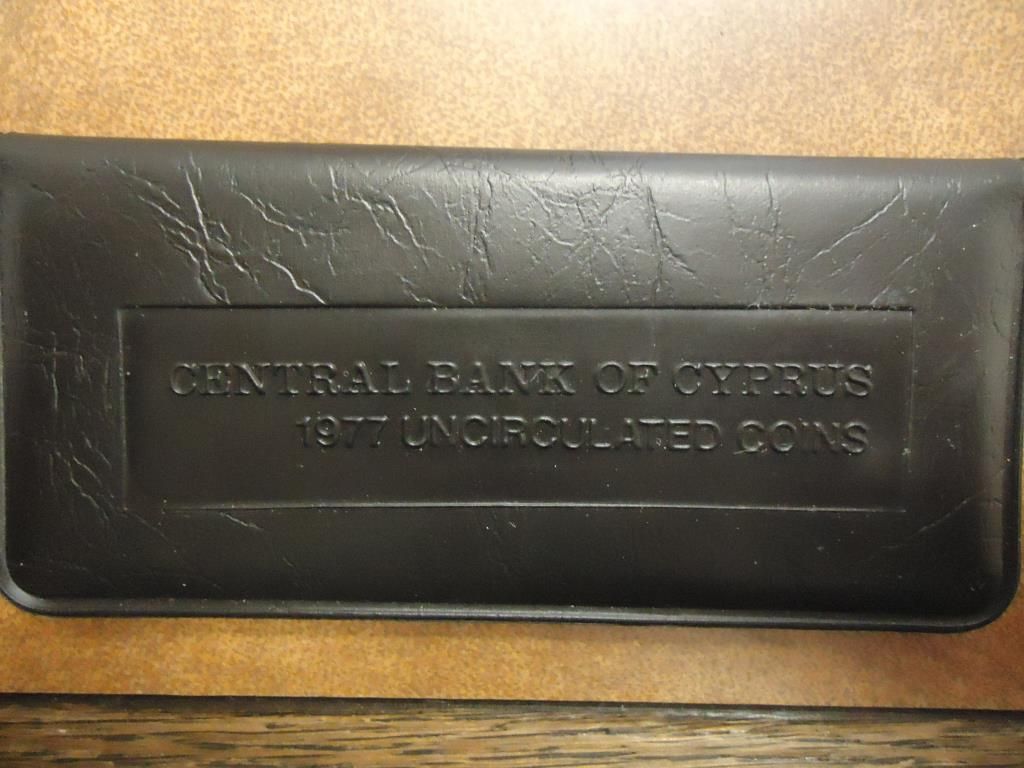 CENTRAL BANK OF CYPRUS
1977 UNCIRCULATED COINS